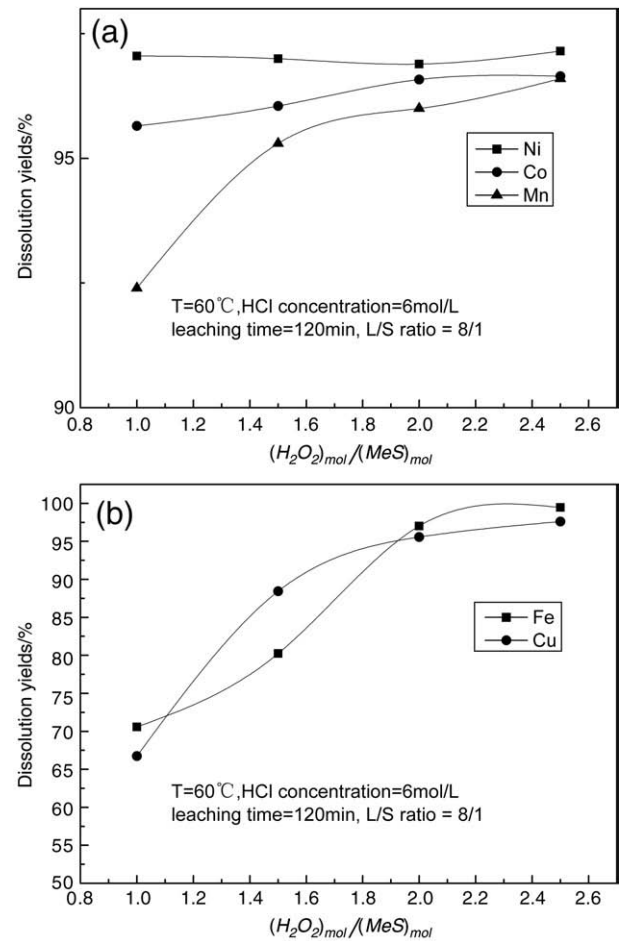 (a)
Dissolution yields/%
95
90
Ni
Co
Mn
T=60℃,HCl concentration=6mol/L
leaching time=120min, L/S ratio = 8/1
0.8 1.0 1.2 1.4 1.6 1.8 2.0 2.2 2.4 2.6
(H₂O₂)mol/(MeS)mol
(b)
Dissolution yields/%
100
95
90
85
80
75
70
65
60
55
50
Fe
Cu
T=60℃,HCl concentration=6mol/L
leaching time=120min, L/S ratio = 8/1
0.8 1.0 1.2 1.4 1.6 1.8 2.0 2.2 2.4 2.6
(H₂O₂)mol/(MeS)mol